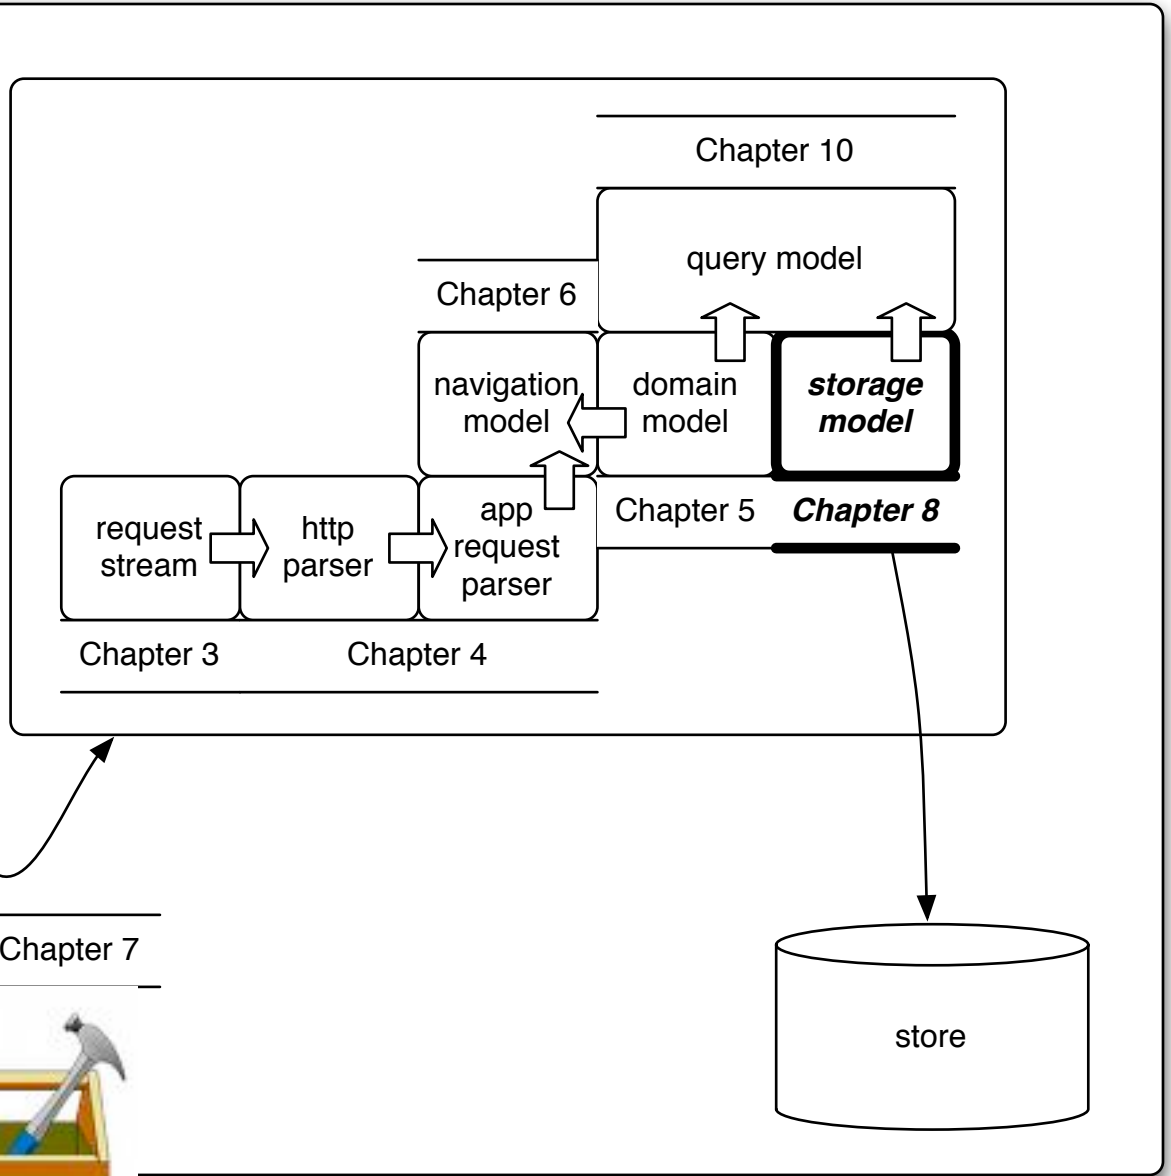 Chapter 10
query model
Chapter 6
navigation
model
domain
model
storage
model
request
stream
http
parser
app
request
parser
Chapter 5
Chapter 8
Chapter 3
Chapter 4
Chapter 7
store